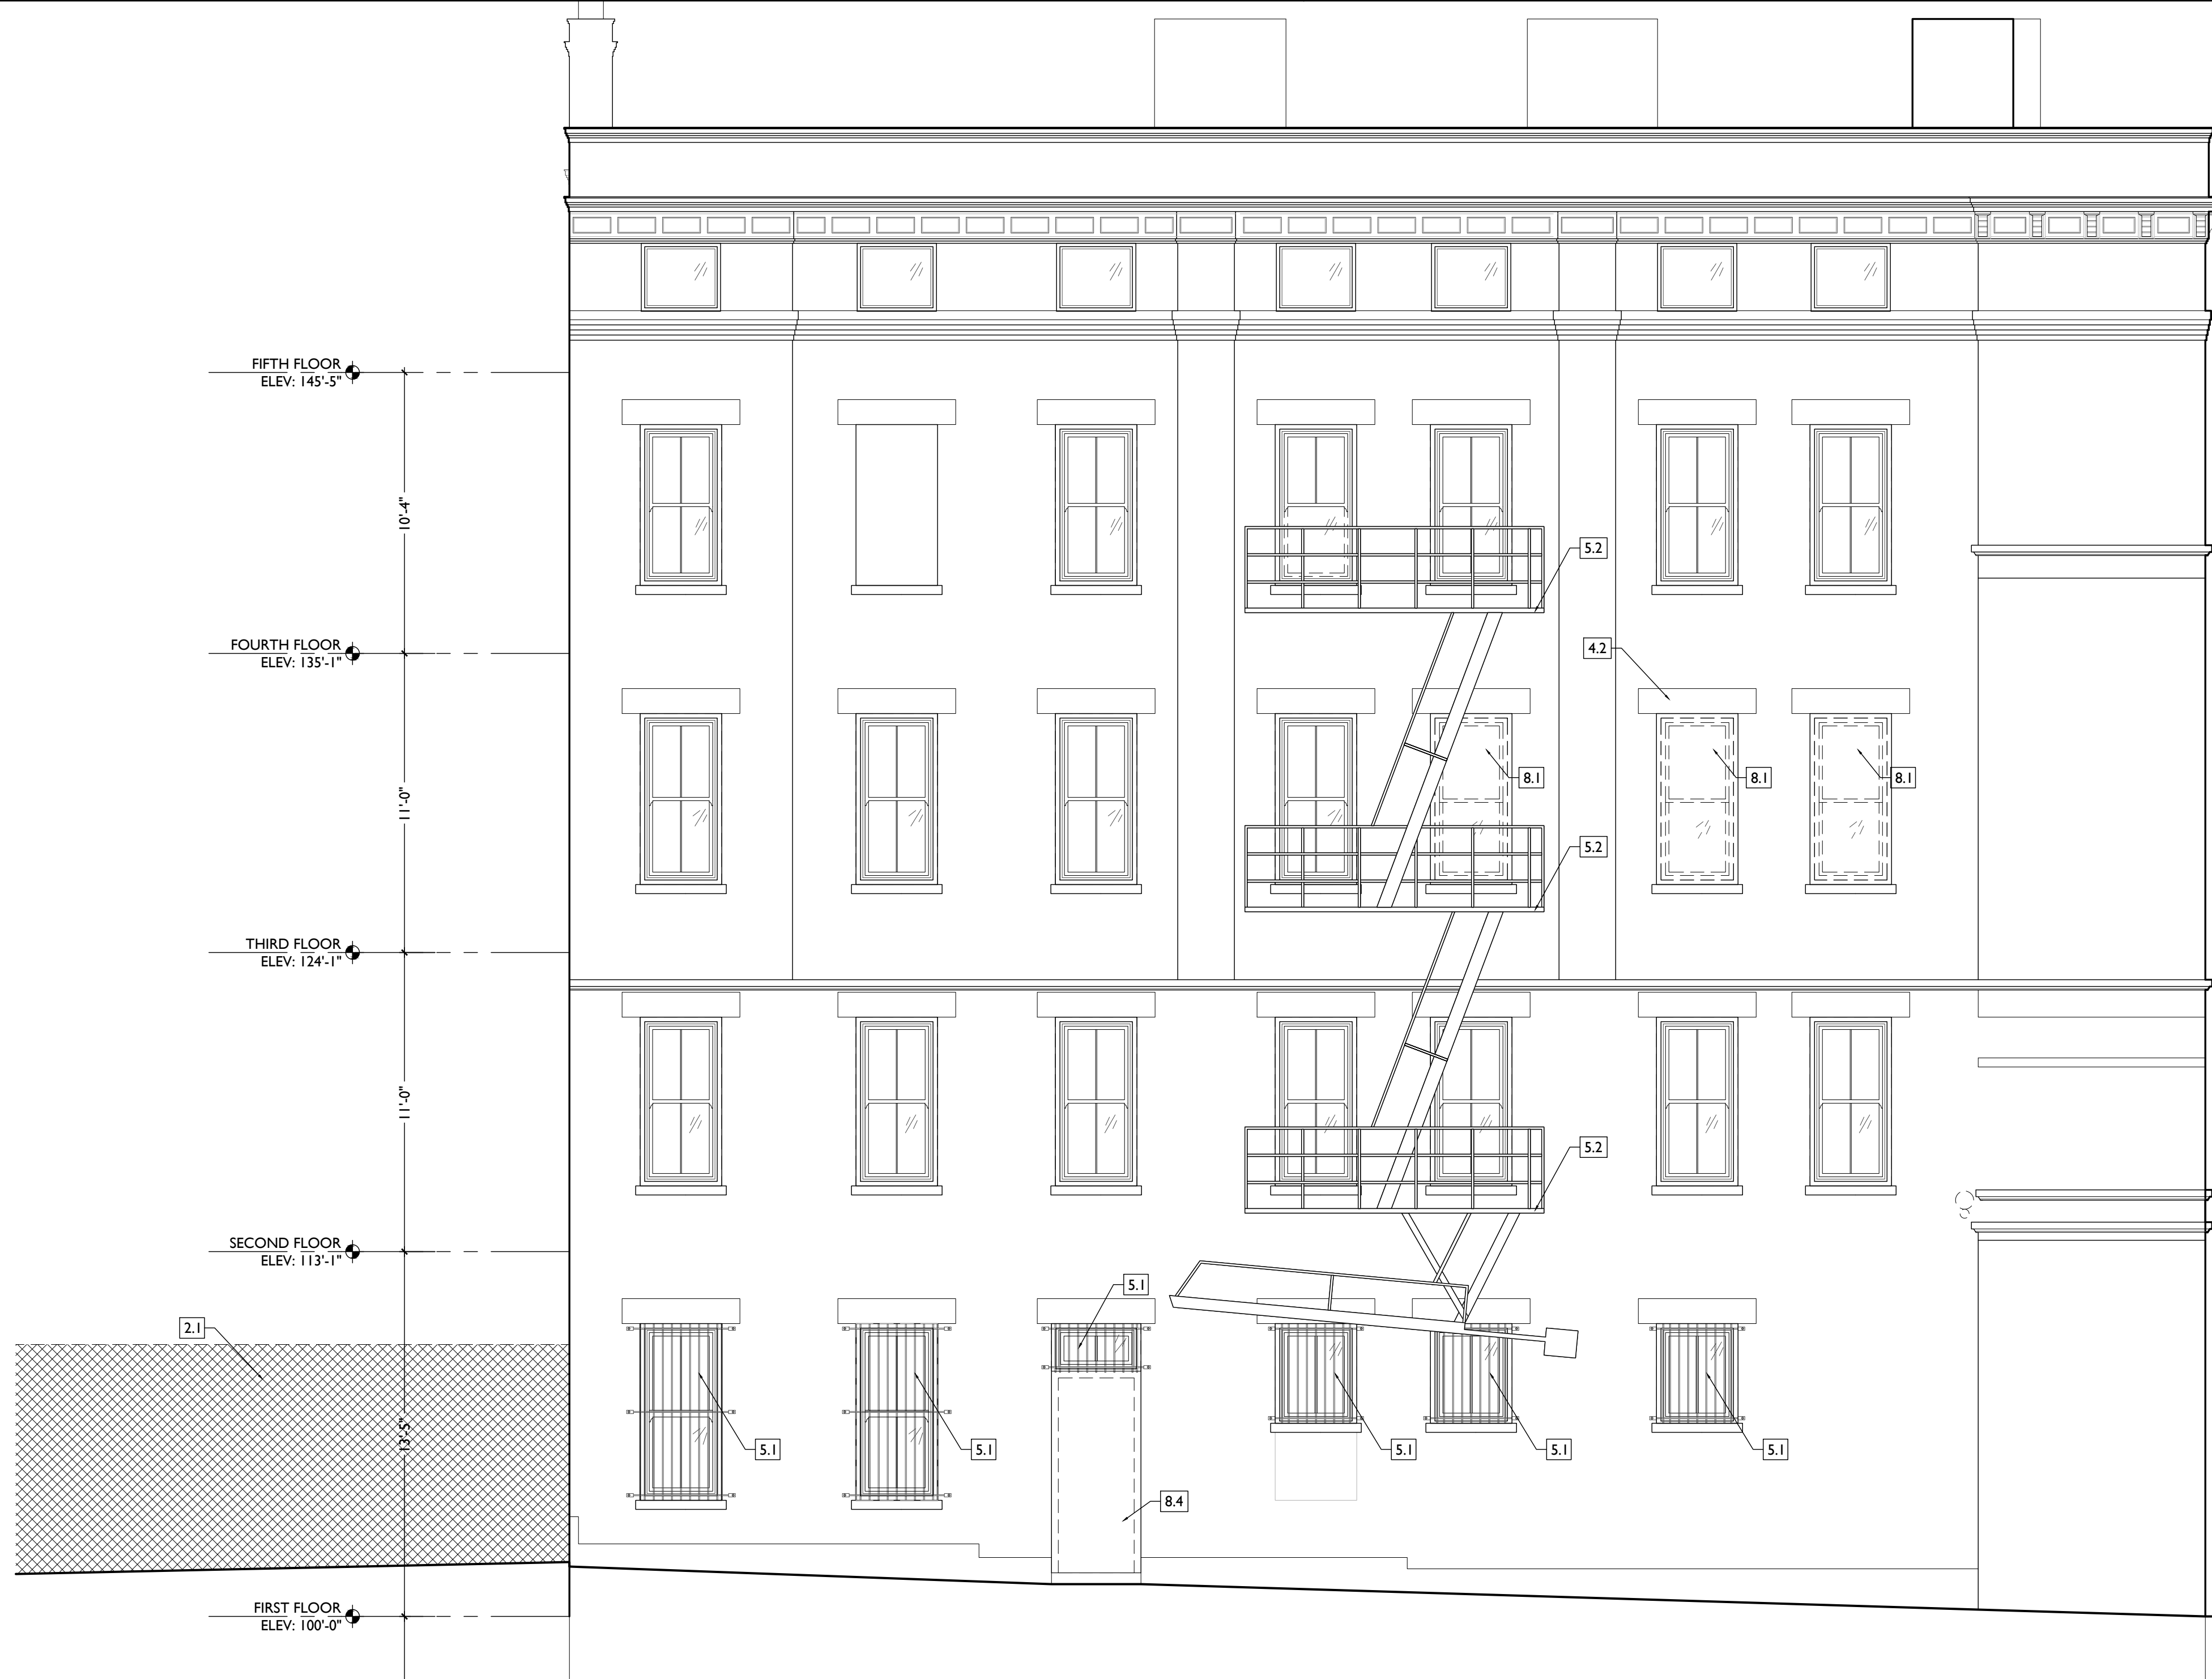 FIFTH FLOOR
ELEV: 145'-5"
10'-4"
5.2
FOURTH FLOOR
ELEV: 135'-1"
4.2
11'-0"
8.1
8.1
8.1
5.2
THIRD FLOOR
ELEV: 124'-1"
11'-0"
5.2
SECOND FLOOR
ELEV: 113'-1"
5.1
2.1
13'-5"
5.1
5.1
5.1
5.1
5.1
8.4
FIRST FLOOR
ELEV: 100'-0"